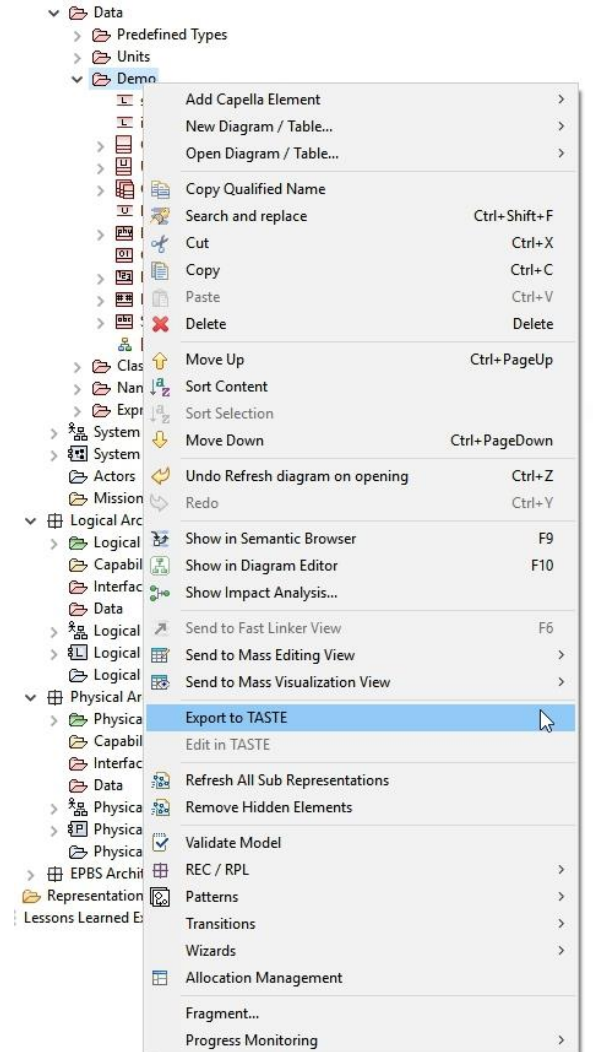 Data
Predefined Types
Units
Demo
Add Capella Element
New Diagram / Table...
Open Diagram / Table...
Copy Qualified Name
Search and replace Ctrl+Shift+F
Cut Ctrl+X
Copy Ctrl+C
Paste Ctrl+V
Delete Delete
Move Up Ctrl+PageUp
Clas
Nan Sort Content
Expr Sort Selection
System Move Down Ctrl+PageDown
System
Actors Undo Refresh diagram on opening Ctrl+Z
Mission Redo Ctrl+Y
Logical Arc
Logical Show in Semantic Browser F9
Capabil Show in Diagram Editor F10
Interfac Show Impact Analysis...
Data
Logical Send to Fast Linker View F6
Logical Send to Mass Editing View
Logical Send to Mass Visualization View
Physical Ar
Physica Export to TASTE
Capabil Edit in TASTE
Interfac
Data Refresh All Sub Representations
Physica Remove Hidden Elements
Physica
Physica Validate Model
EPBS Archit REC / RPL
Representation Patterns
Lessons Learned E Transitions
Wizards
Allocation Management
Fragment...
Progress Monitoring